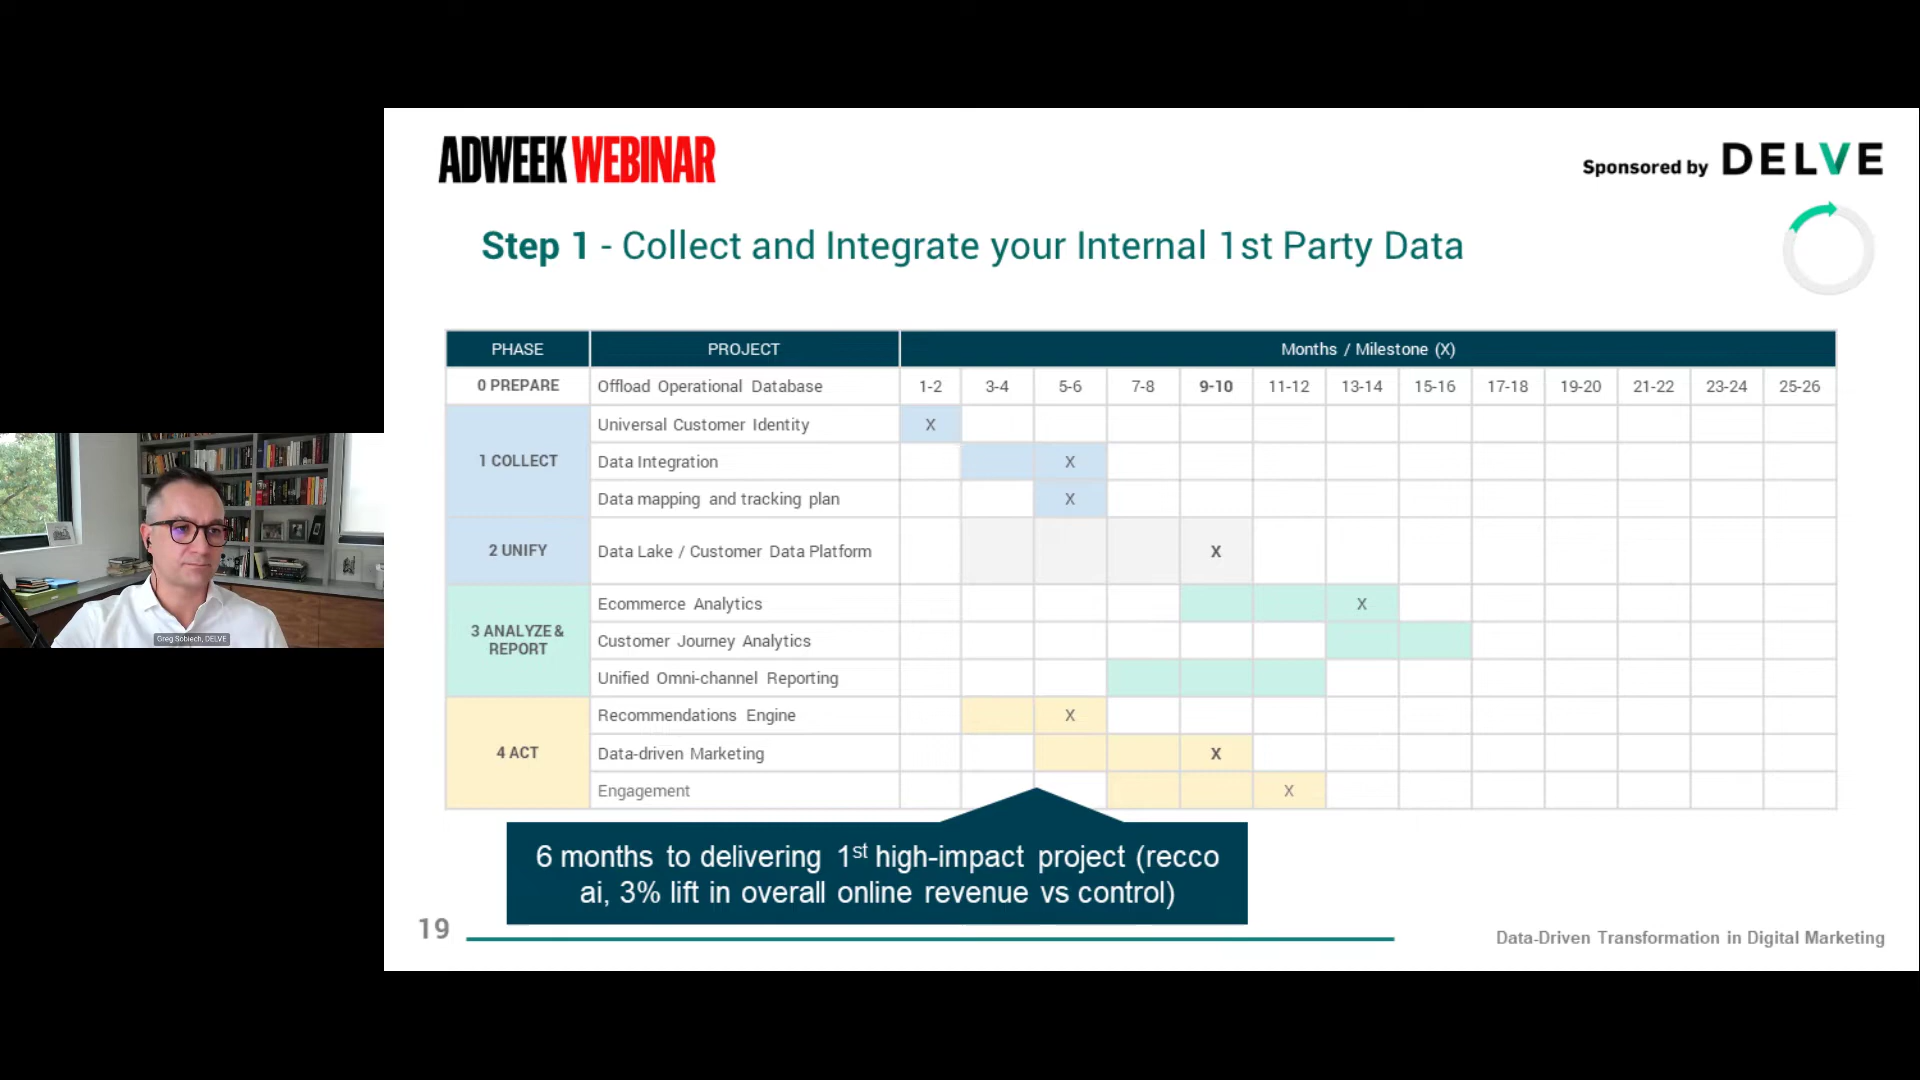 ADWEEK WEBINAR
Sponsored by DELVE
Step 1 - Collect and Integrate your Internal 1st Party Data
PHASE PROJECT Months / Milestone (X)
0 PREPARE Offload Operational Database 1-2 3-4 5-6 7-8 9-10 11-12 13-14 15-16 17-18 19-20 21-22 23-24 25-26
1 COLLECT
Universal Customer Identity X
Data Integration X
Data mapping and tracking plan X
2 UNIFY Data Lake / Customer Data Platform X
3 ANALYZE &
REPORT
Ecommerce Analytics X
Customer Journey Analytics
Unified Omni-channel Reporting
4 ACT
Recommendations Engine X
Data-driven Marketing X
Engagement X
6 months to delivering 1st high-impact project (recco
ai, 3% lift in overall online revenue vs control)
19
Data-Driven Transformation in Digital Marketing
Greg Sobiech, DELVE